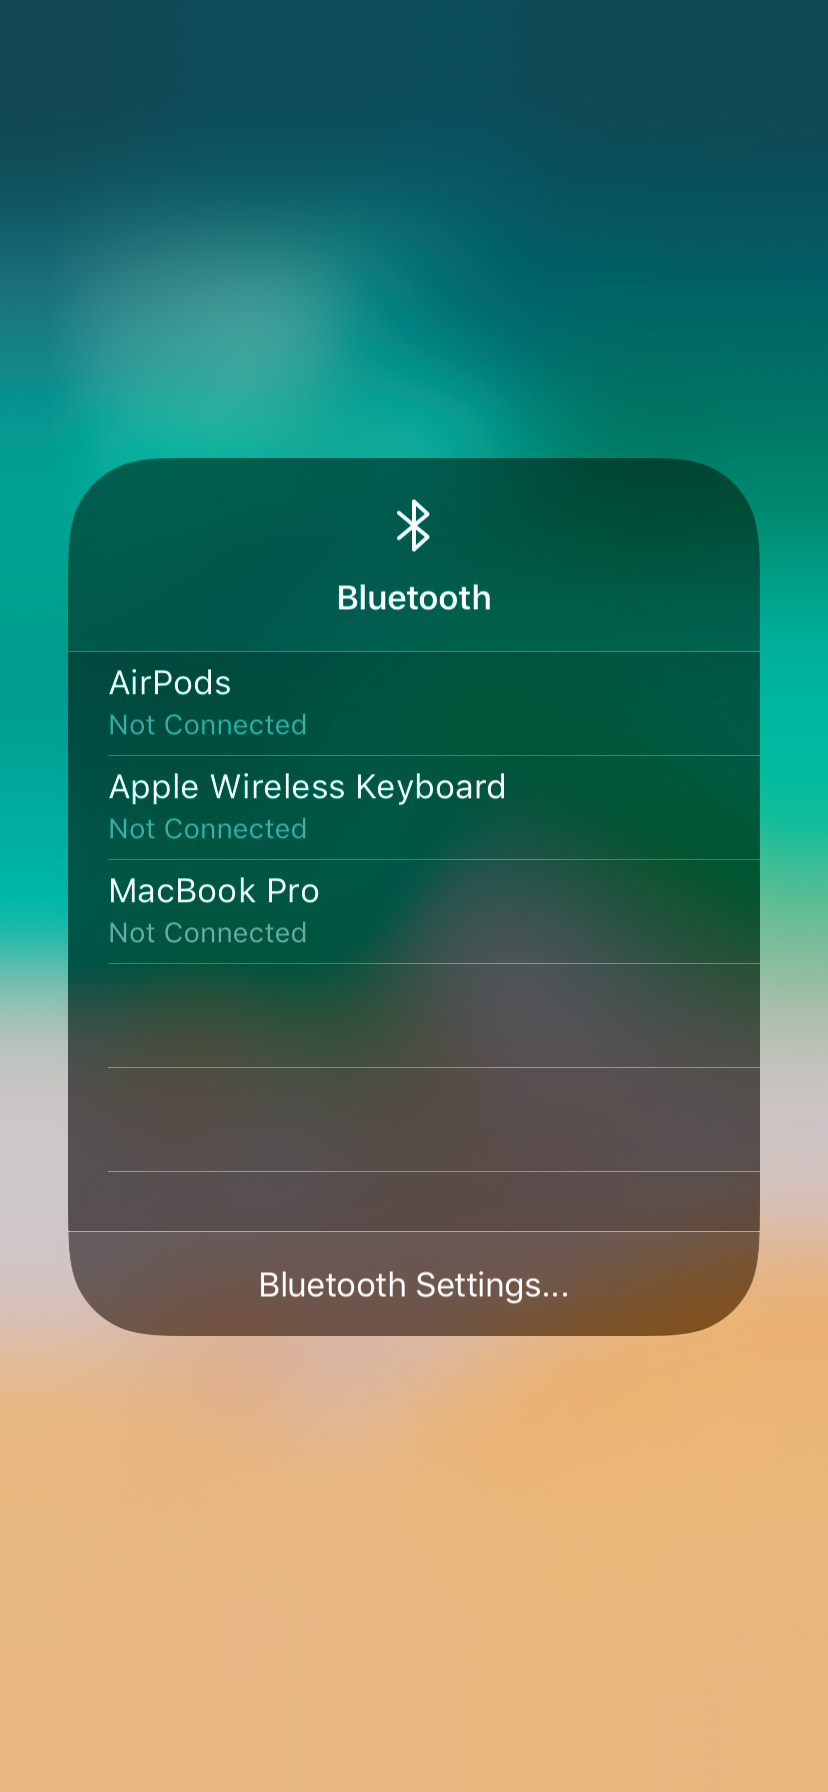 Bluetooth
AirPods
Not Connected
Apple Wireless Keyboard
Not Connected
MacBook Pro
Not Connected
Bluetooth Settings...